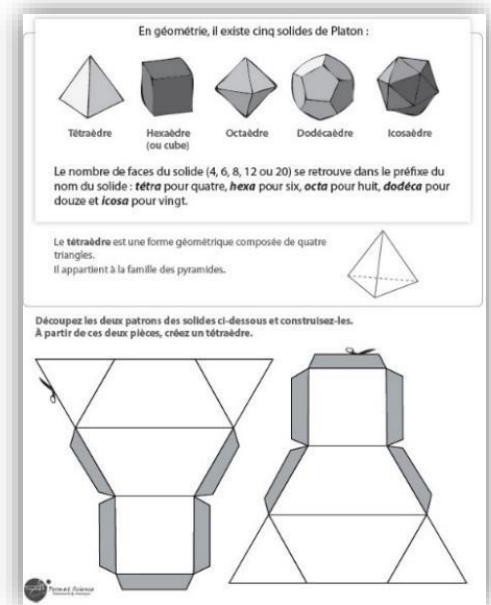 En géométrie, il existe cinq solides de Platon :
Tétraèdre
Hexaèdre
(ou cube)
Octaèdre
Dodécaèdre
Icosaèdre
Le nombre de faces du solide (4, 6, 8, 12 ou 20) se retrouve dans le préfixe du
nom du solide : tétra pour quatre, hexa pour six, octa pour huit, dodéca pour
douze et icosa pour vingt.
Le tétraèdre est une forme géométrique composée de quatre
triangles.
Il appartient à la famille des pyramides.
Découpez les deux patrons des solides ci-dessous et construisez-les.
À partir de ces deux pièces, créez un tétraèdre.